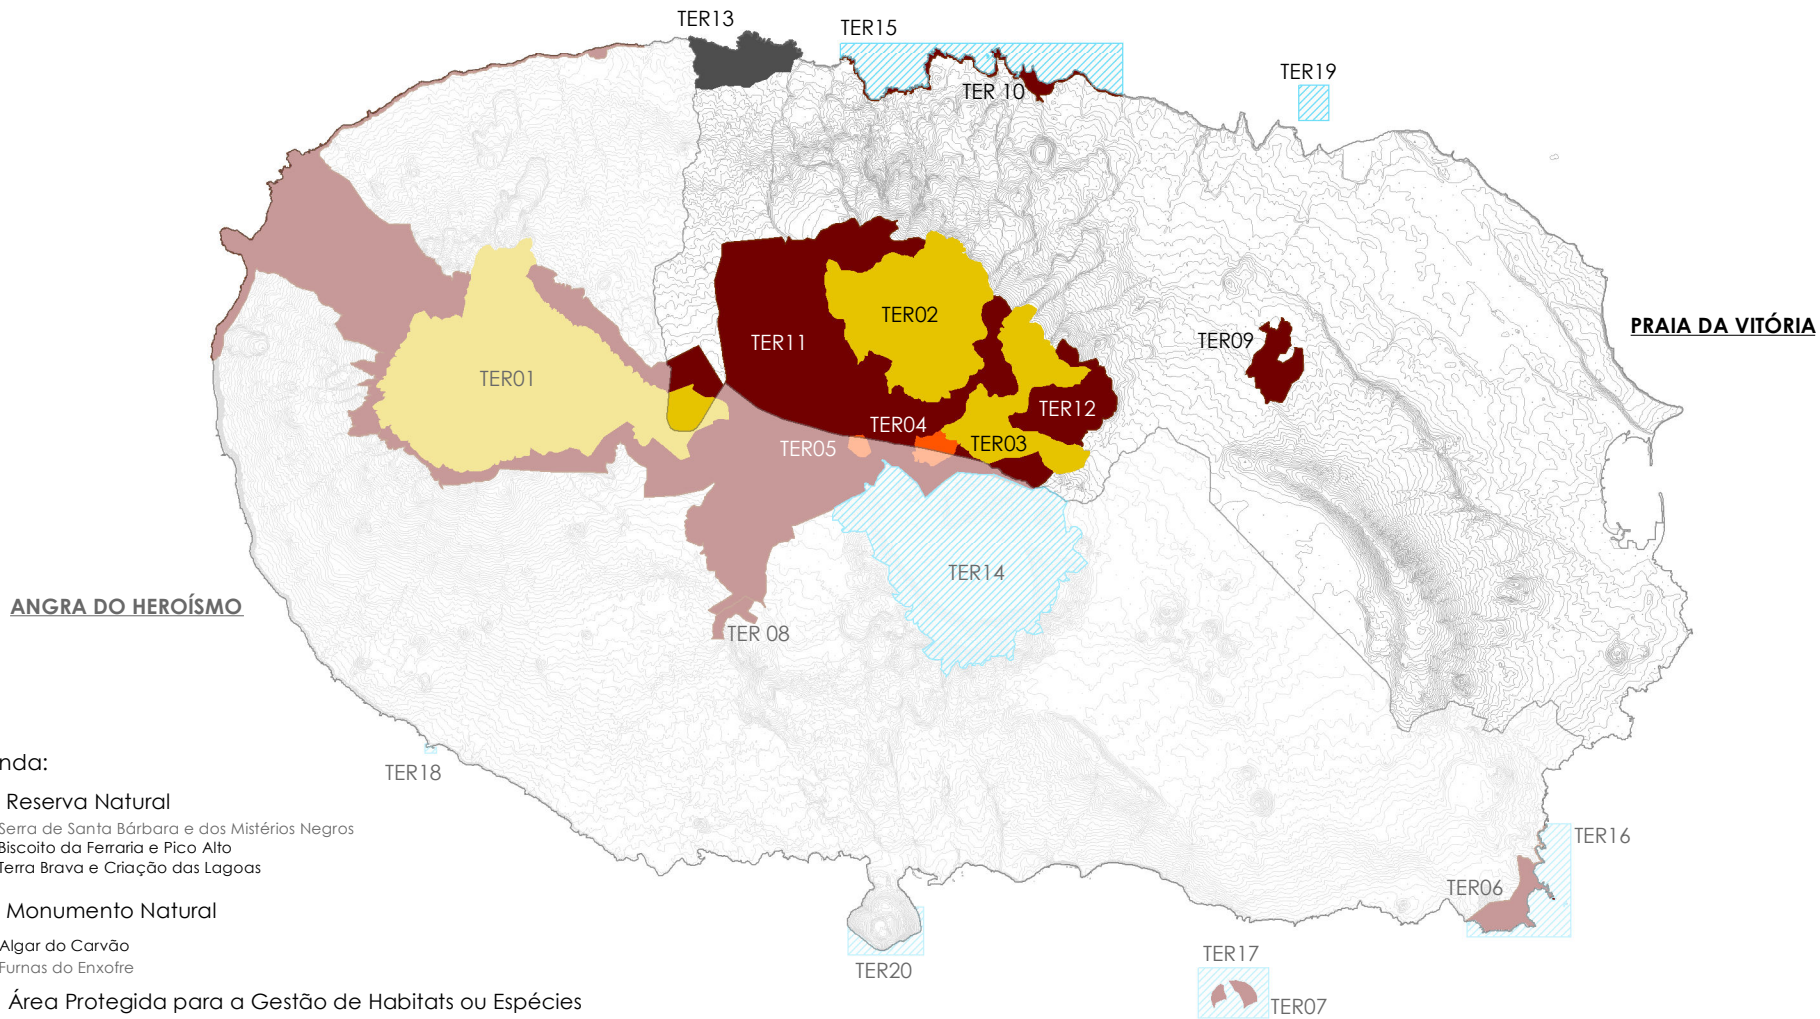 TER13
TER15
TER19
TER 10
PRAIA DA VITÓRIA
TER02
TER11
TER09
TER01
TER12
TER04
TER05
TER03
TER14
ANGRA DO HEROÍSMO
TER 08
TER18
nda:
Reserva Natural
Serra de Santa Bárbara e dos Mistérios Negros
Biscoito da Ferraria e Pico Alto
Terra Brava e Criação das Lagoas
TER16
TER06
Monumento Natural
Algar do Carvão
Furnas do Enxofre
TER17
TER20
Área Protegida para a Gestão de Habitats ou Espécies
TER07